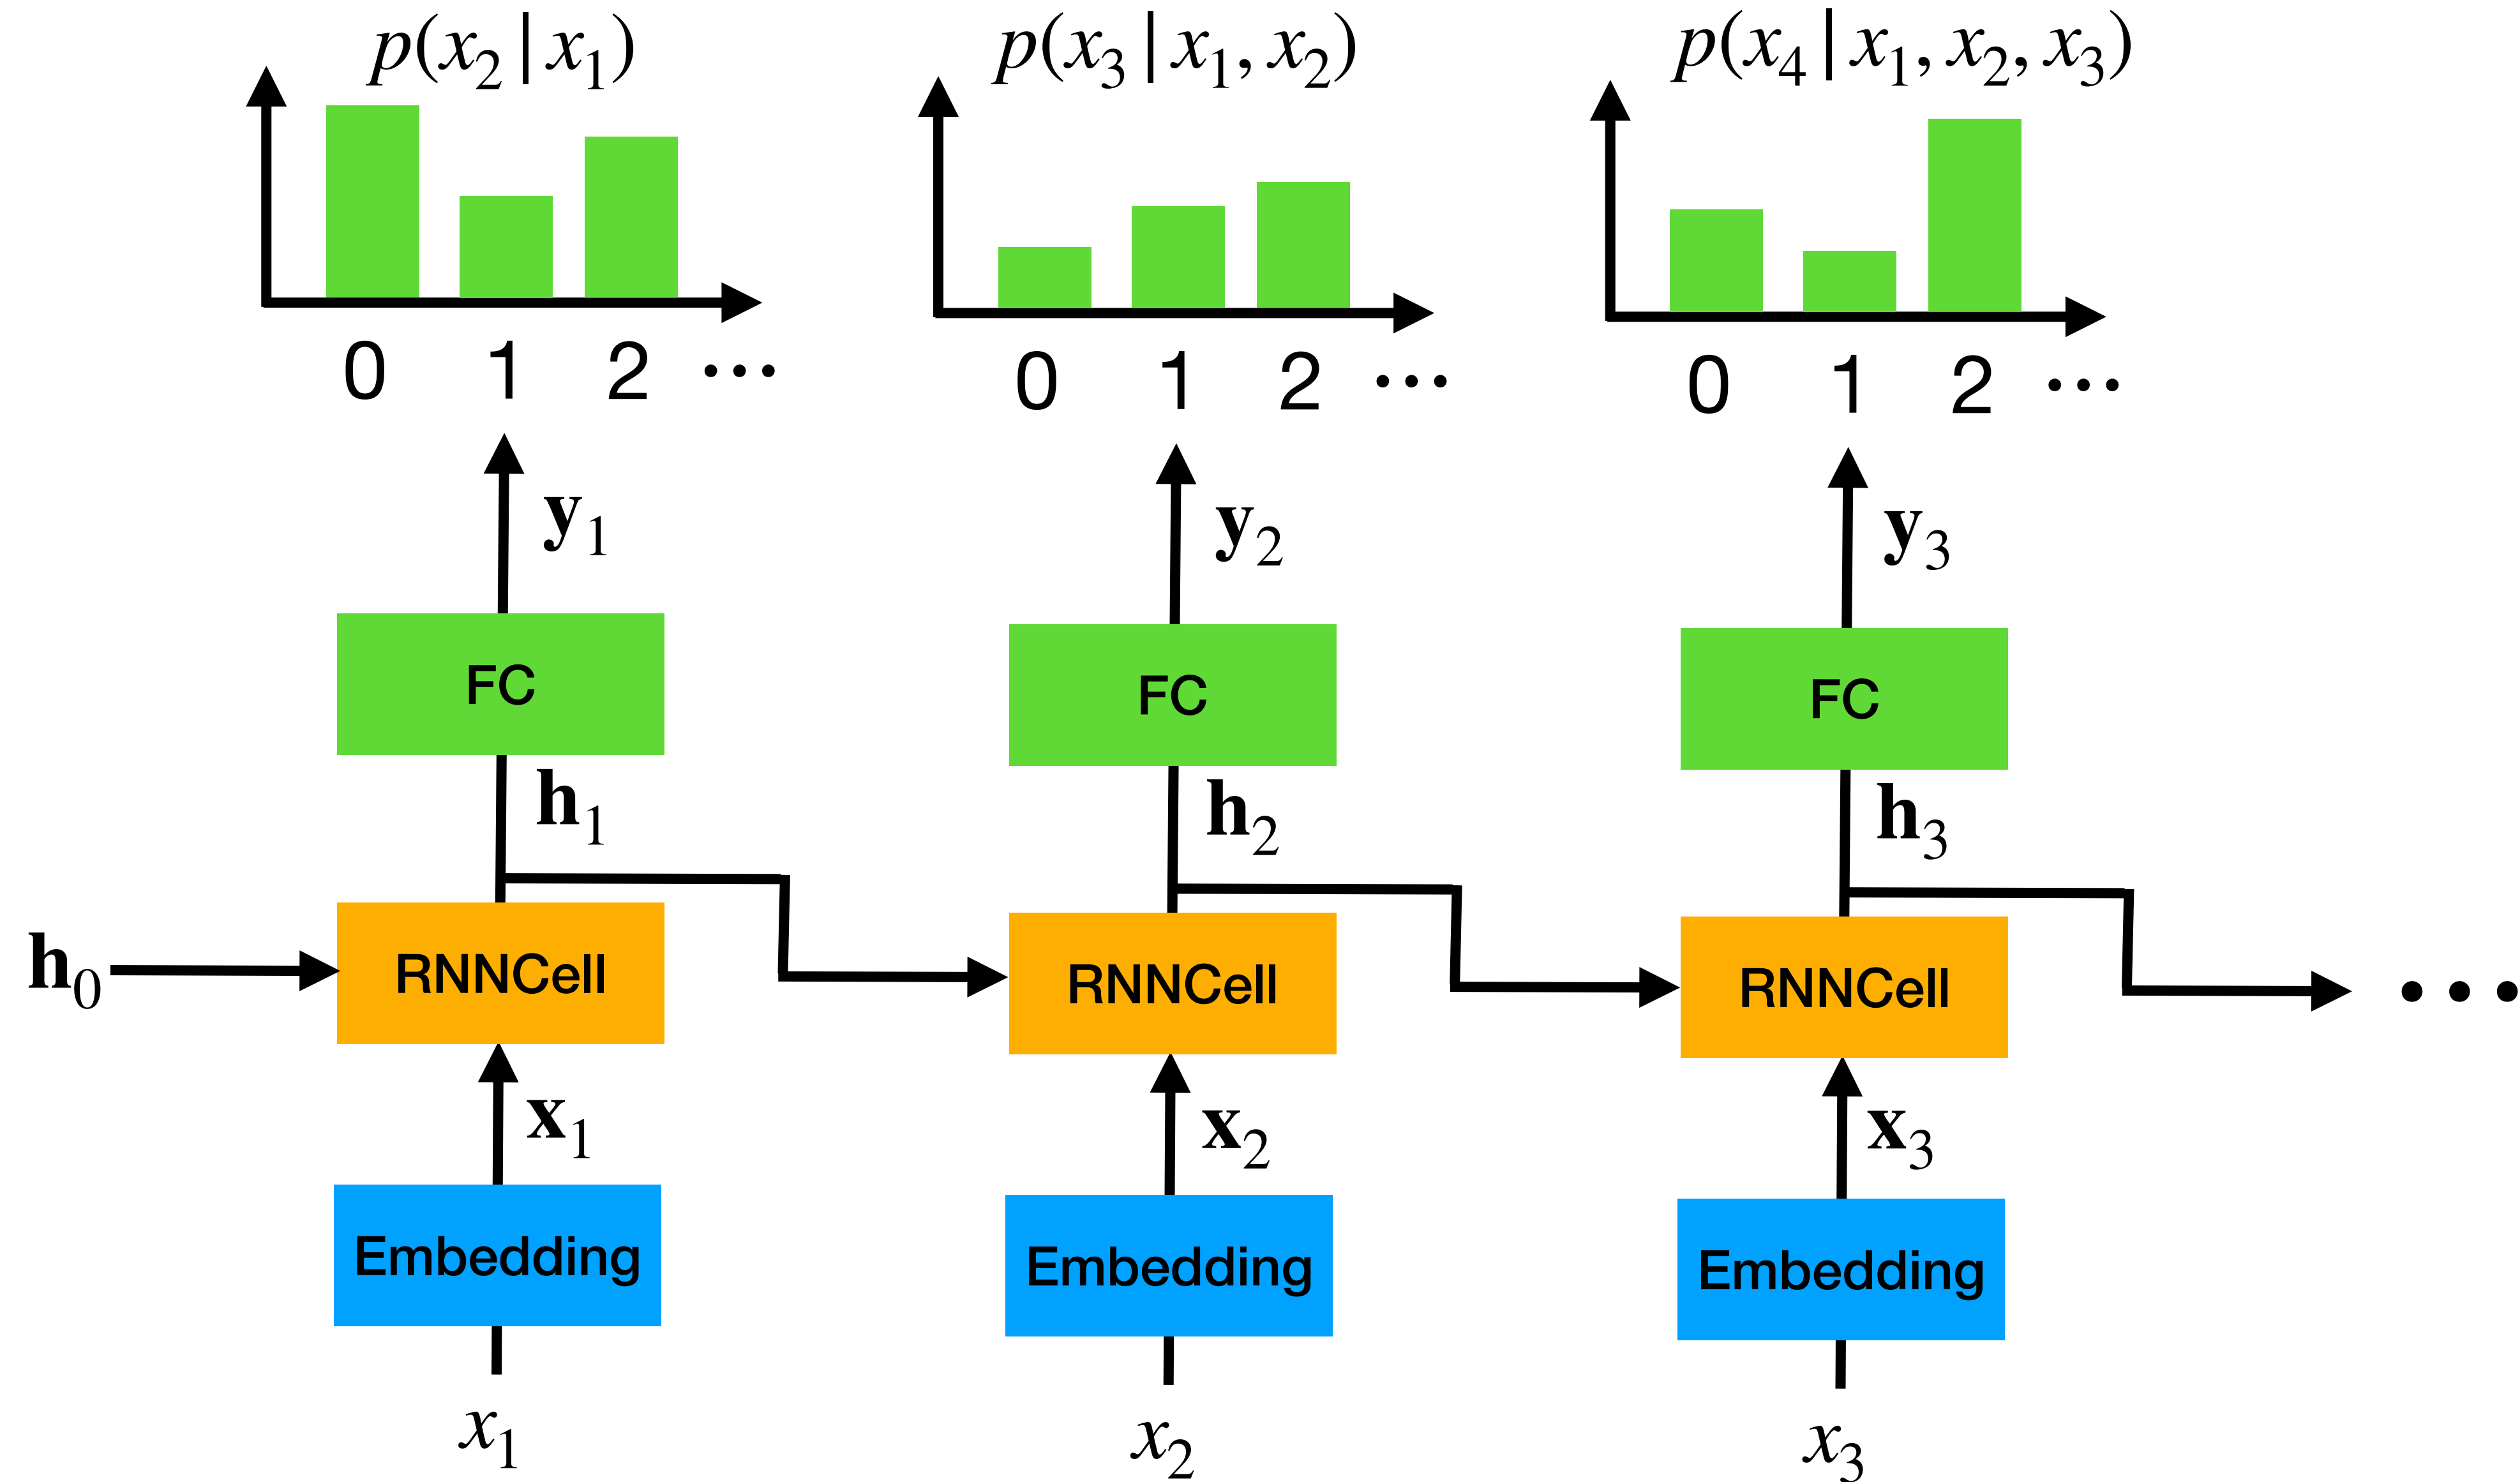 p(x₂ | x₁)
p(x₃ | x₁, x₂)
p(x₄ | x₁, x₂, x₃)
0 1 2 ...
0 1 2 ...
0 1 2 ...
y₁
y₂
y₃
FC
FC
FC
h₁
h₂
h₃
h₀
RNNCell
RNNCell
RNNCell
...
x₁
x₂
x₃
Embedding
Embedding
Embedding
x₁
x₂
x₃